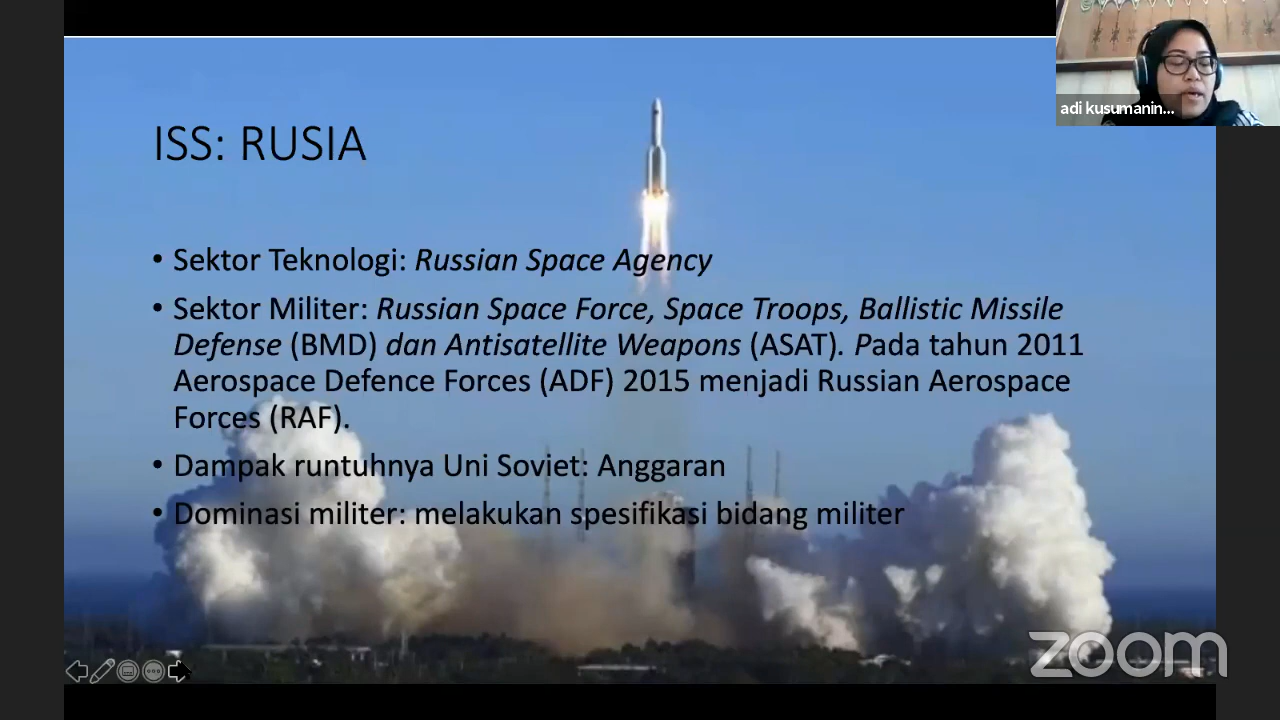 ISS: RUSIA
• Sektor Teknologi: Russian Space Agency
• Sektor Militer: Russian Space Force, Space Troops, Ballistic Missile
Defense (BMD) dan Antisatellite Weapons (ASAT). Pada tahun 2011
Aerospace Defence Forces (ADF) 2015 menjadi Russian Aerospace
Forces (RAF).
• Dampak runtuhnya Uni Soviet: Anggaran
• Dominasi militer: melakukan spesifikasi bidang militer
adi kusumanin...
zoom